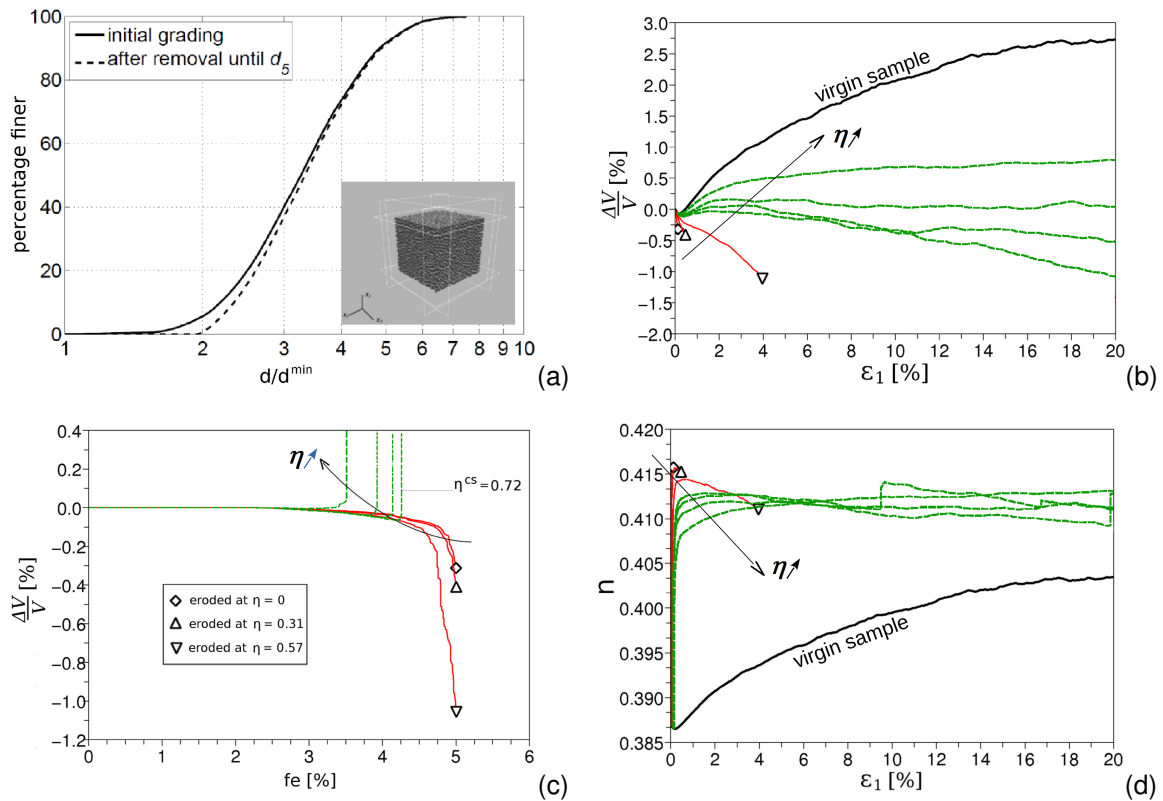 100
80
60
40
20
0
percentage finer
initial grading
after removal until d5
1 2 3 4 5 6 7 8 9 10
d/d^min
(a)
3.0
2.5
2.0
1.5
1.0
0.5
0.0
−0.5
−1.0
−1.5
−2.0
ΔV/V [%]
virgin sample
η
0 2 4 6 8 10 12 14 16 18 20
ε1 [%]
(b)
0.4
0.2
0.0
−0.2
−0.4
−0.6
−0.8
−1.0
−1.2
ΔV/V [%]
η
η^cs = 0.72
eroded at η = 0
eroded at η = 0.31
eroded at η = 0.57
0 1 2 3 4 5 6
fe [%]
(c)
0.420
0.415
0.410
0.405
0.400
0.395
0.390
0.385
n
η
virgin sample
0 2 4 6 8 10 12 14 16 18 20
ε1 [%]
(d)